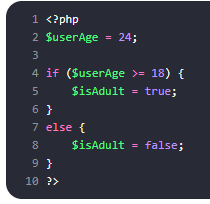 1 <?php
2 $userAge = 24;
3
4 if ($userAge >= 18) {
5     $isAdult = true;
6 }
7 else {
8     $isAdult = false;
9 }
10 ?>